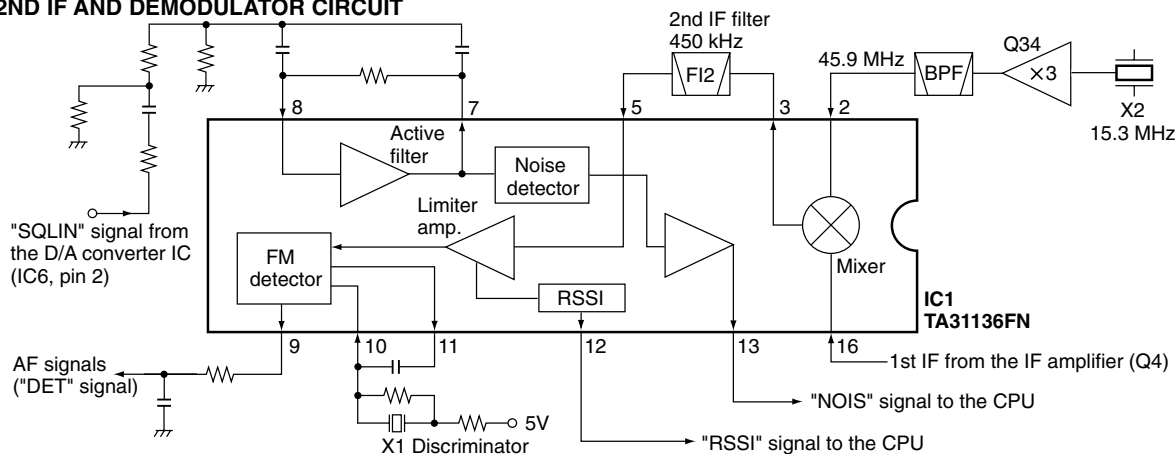 2ND IF AND DEMODULATOR CIRCUIT
2nd IF filter
450 kHz
FI2
45.9 MHz
BPF
Q34
×3
X2
15.3 MHz
8
7
5
3
2
Active
filter
Noise
detector
Limiter
amp.
FM
detector
RSSI
Mixer
"SQLIN" signal from
the D/A converter IC
(IC6, pin 2)
IC1
TA31136FN
9
10
11
12
13
16
AF signals
("DET" signal)
1st IF from the IF amplifier (Q4)
"NOIS" signal to the CPU
5V
X1 Discriminator
"RSSI" signal to the CPU